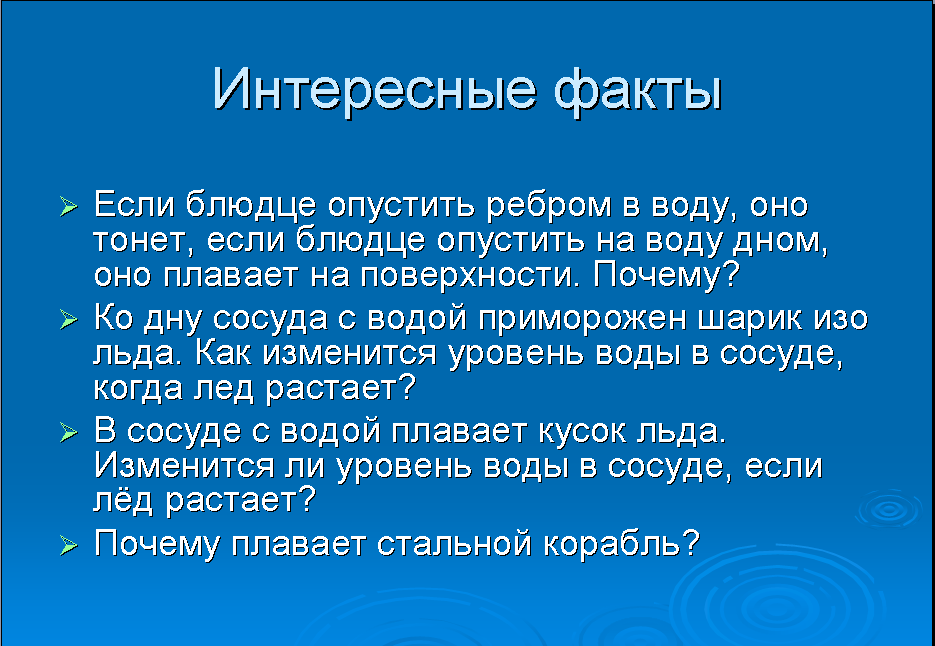 Интересные факты
Если блюдце опустить ребром в воду, оно
тонет, если блюдце опустить на воду дном,
оно плавает на поверхности. Почему?
Ко дну сосуда с водой приморожен шарик изо
льда. Как изменится уровень воды в сосуде,
когда лед растает?
В сосуде с водой плавает кусок льда.
Изменится ли уровень воды в сосуде, если
лёд растает?
Почему плавает стальной корабль?